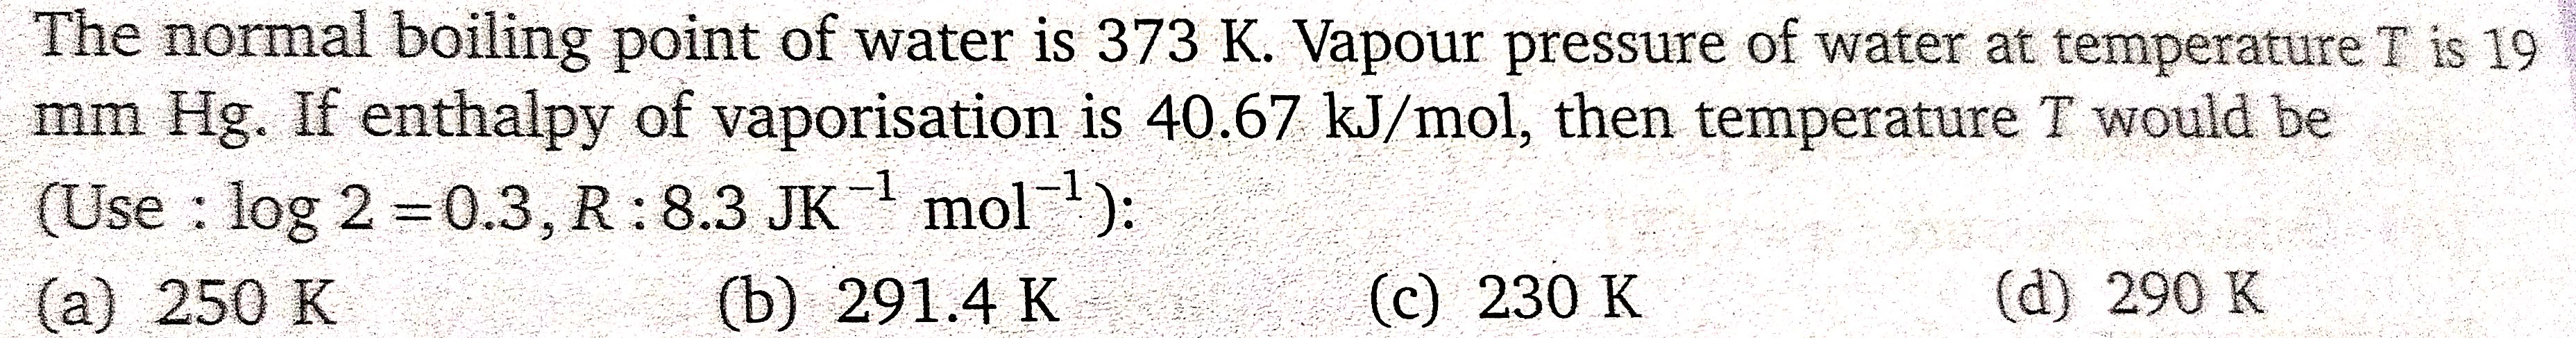 The normal boiling point of water is 373 K. Vapour pressure of water at temperature T is 19
mm Hg. If enthalpy of vaporisation is 40.67 kJ/mol, then temperature T would be
(Use : log 2 = 0.3, R : 8.3 JK⁻¹ mol⁻¹):
(a) 250 K (b) 291.4 K (c) 230 K (d) 290 K